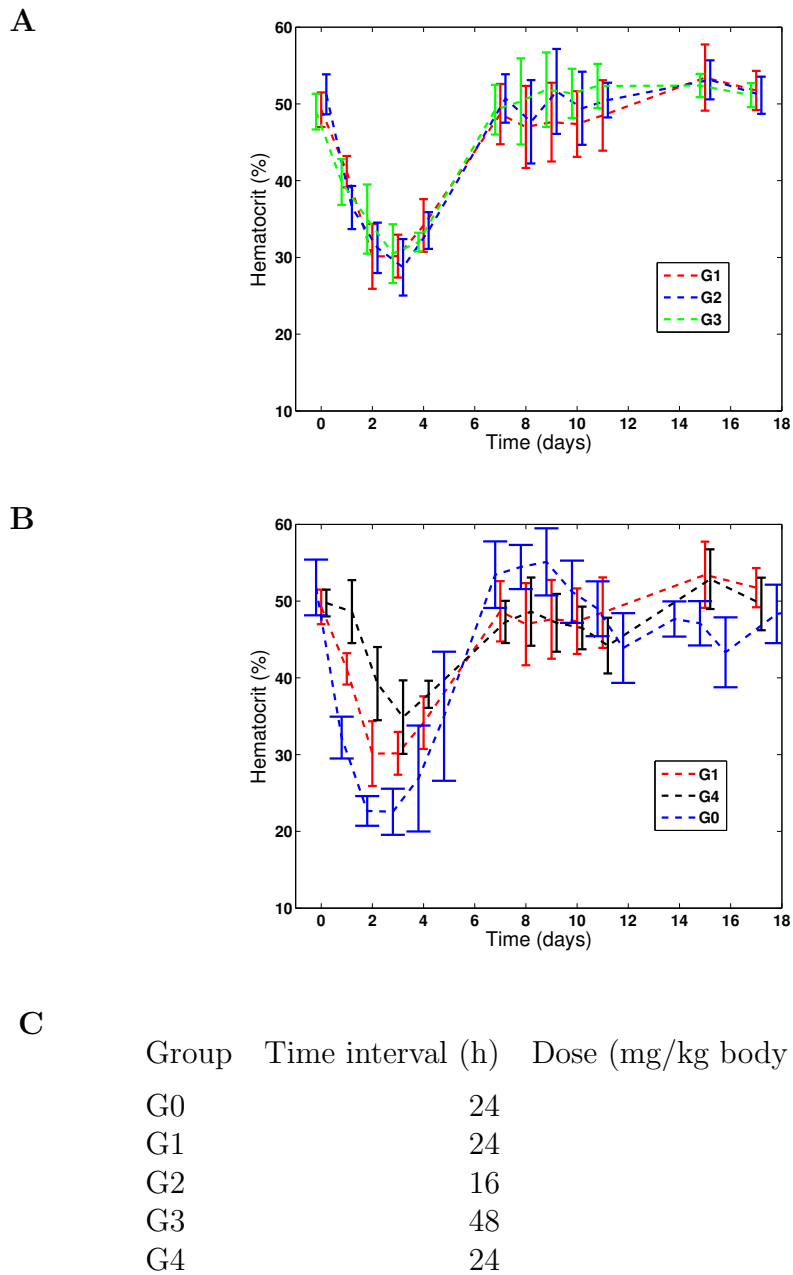 A
60
50
40
30
20
10
Hematocrit (%)
G1
G2
G3
0 2 4 6 8 10 12 14 16 18
Time (days)
B
60
50
40
30
20
10
Hematocrit (%)
G1
G4
G0
0 2 4 6 8 10 12 14 16 18
Time (days)
C
Group Time interval (h) Dose (mg/kg body
G0 24
G1 24
G2 16
G3 48
G4 24